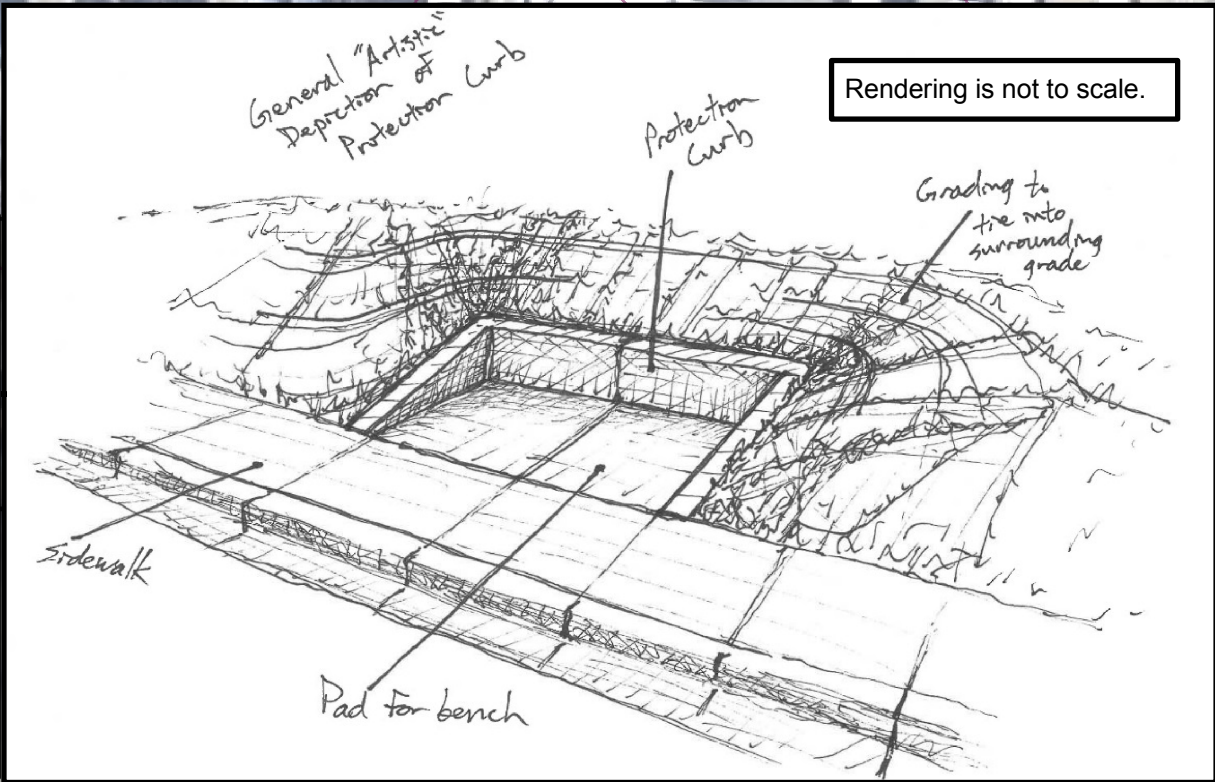 General "Artistic"
Depiction of
Protection Curb
Rendering is not to scale.
Protection
Curb
Grading to
tie into
surrounding
grade
Sidewalk
Pad for bench